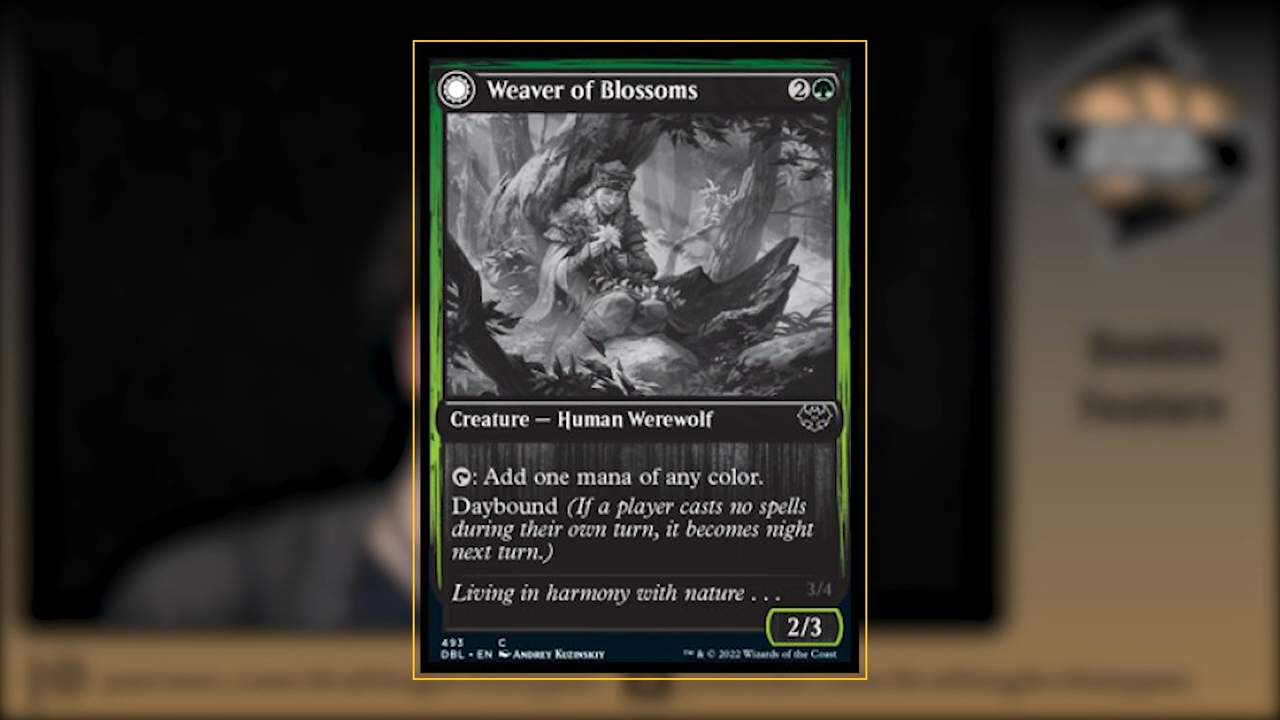 Weaver of Blossoms 2
Creature — Human Werewolf
: Add one mana of any color.
Daybound (If a player casts no spells
during their own turn, it becomes night
next turn.)
Living in harmony with nature . . . 3/4
2/3
493 C
DBL • EN Andrey Kuzinskiy ™ & © 2022 Wizards of the Coast
Double
Feature